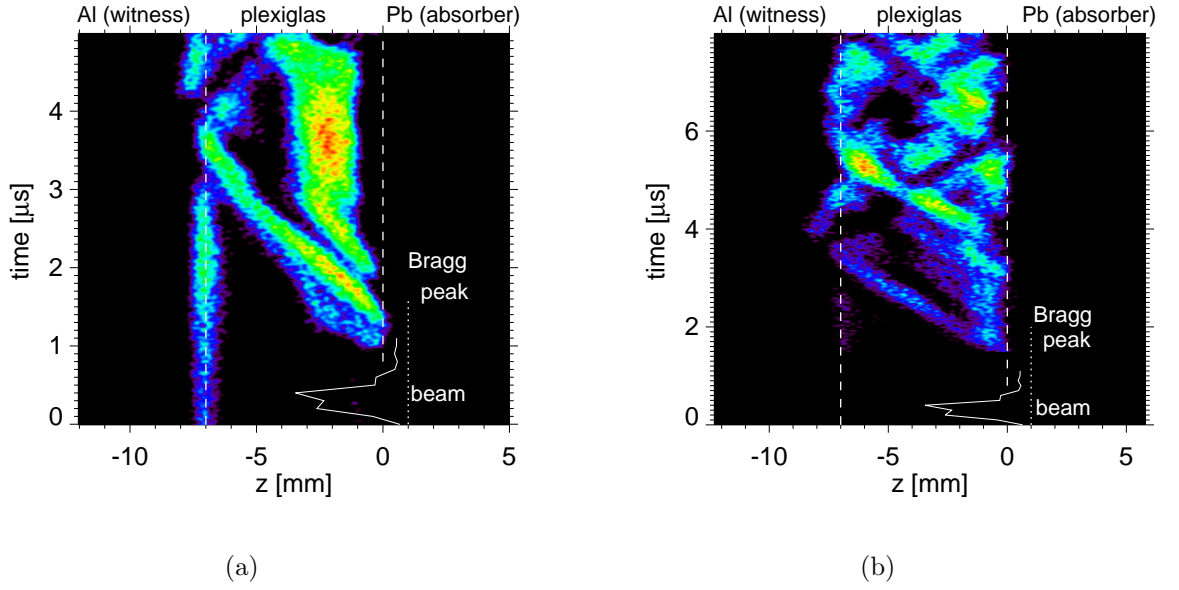 Al (witness) plexiglas Pb (absorber)
4
3
2
1
0
time [μs]
Bragg
peak
beam
-10 -5 0 5
z [mm]
(a)
Al (witness) plexiglas Pb (absorber)
6
4
2
0
time [μs]
Bragg
peak
beam
-10 -5 0 5
z [mm]
(b)